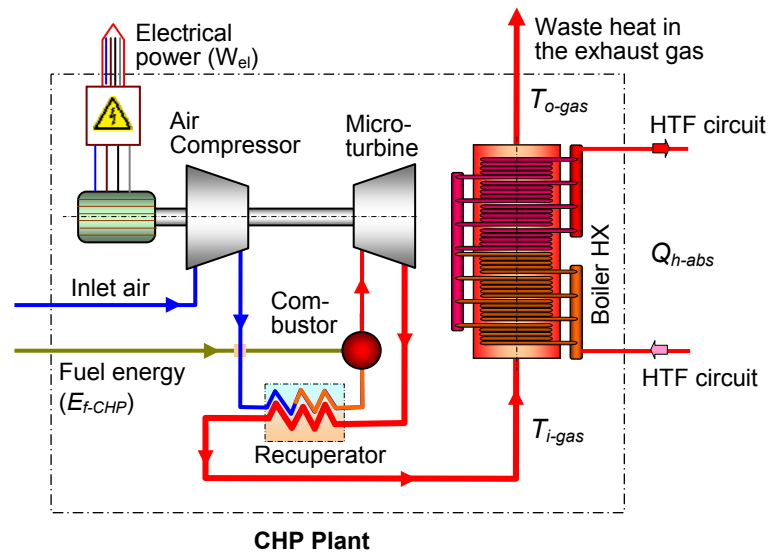 Electrical
power (Wel)
Waste heat in
the exhaust gas
To-gas
Air
Compressor
Micro-
turbine
HTF circuit
Qh-abs
Boiler HX
Inlet air
Com-
bustor
Fuel energy
(Ef-CHP)
HTF circuit
Ti-gas
Recuperator
CHP Plant